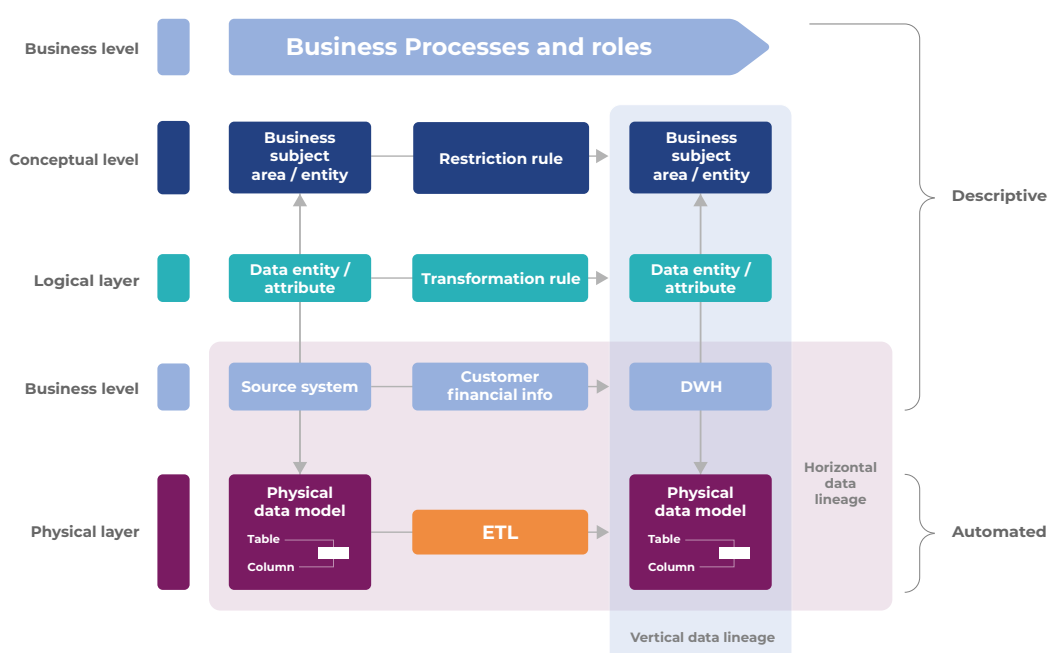 Business level
Business Processes and roles
Conceptual level
Business
subject
area / entity
Restriction rule
Business
subject
area / entity
Descriptive
Logical layer
Data entity /
attribute
Transformation rule
Data entity /
attribute
Business level
Source system
Customer
financial info
DWH
Horizontal
data
lineage
Physical layer
Physical
data model
Table
Column
ETL
Physical
data model
Table
Column
Automated
Vertical data lineage